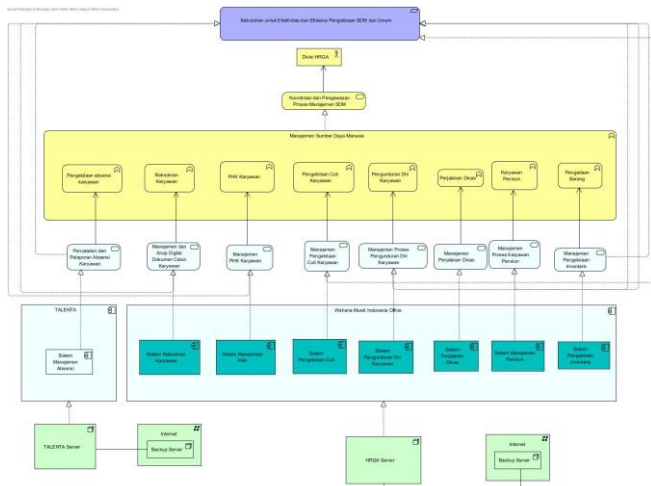 Kebutuhan untuk Efektivitas dan Efisiensi Pengelolaan SDM dan Umum
Divisi HRGA
Koordinasi dan Pengawasan
Proses Manajemen SDM
Manajemen Sumber Daya Manusia
Pengelolaan absensi
karyawan
Rekrutmen
Karyawan
PHK Karyawan
Pengelolaan Cuti
Karyawan
Pengunduran Diri
Karyawan
Perjalanan Dinas
Karyawan
Pensiun
Pengadaan
Barang
Pencatatan dan
Pelaporan Absensi
Karyawan
Manajemen dan
Arsip Digital
Dokumen Calon
Karyawan
Manajemen
PHK Karyawan
Manajemen
Pengelolaan
Cuti Karyawan
Manajemen Proses
Pengunduran Diri
Karyawan
Manajemen
Perjalanan Dinas
Manajemen
Proses Karyawan
Pensiun
Manajemen
Pengelolaan
Inventaris
TALENTA
Sistem
Manajemen
Absensi
Wahana Musik Indonesia Office
Sistem Rekrutmen
Karyawan
Sistem Manajemen
PHK
Sistem
Pengelolaan Cuti
Sistem
Pengunduran Diri
Karyawan
Sistem
Perjalanan
Dinas
Sistem Manajemen
Pensiun
Sistem
Pengelolaan
Inventaris
TALENTA Server
Internet
Backup Server
HRGA Server
Internet
Backup Server